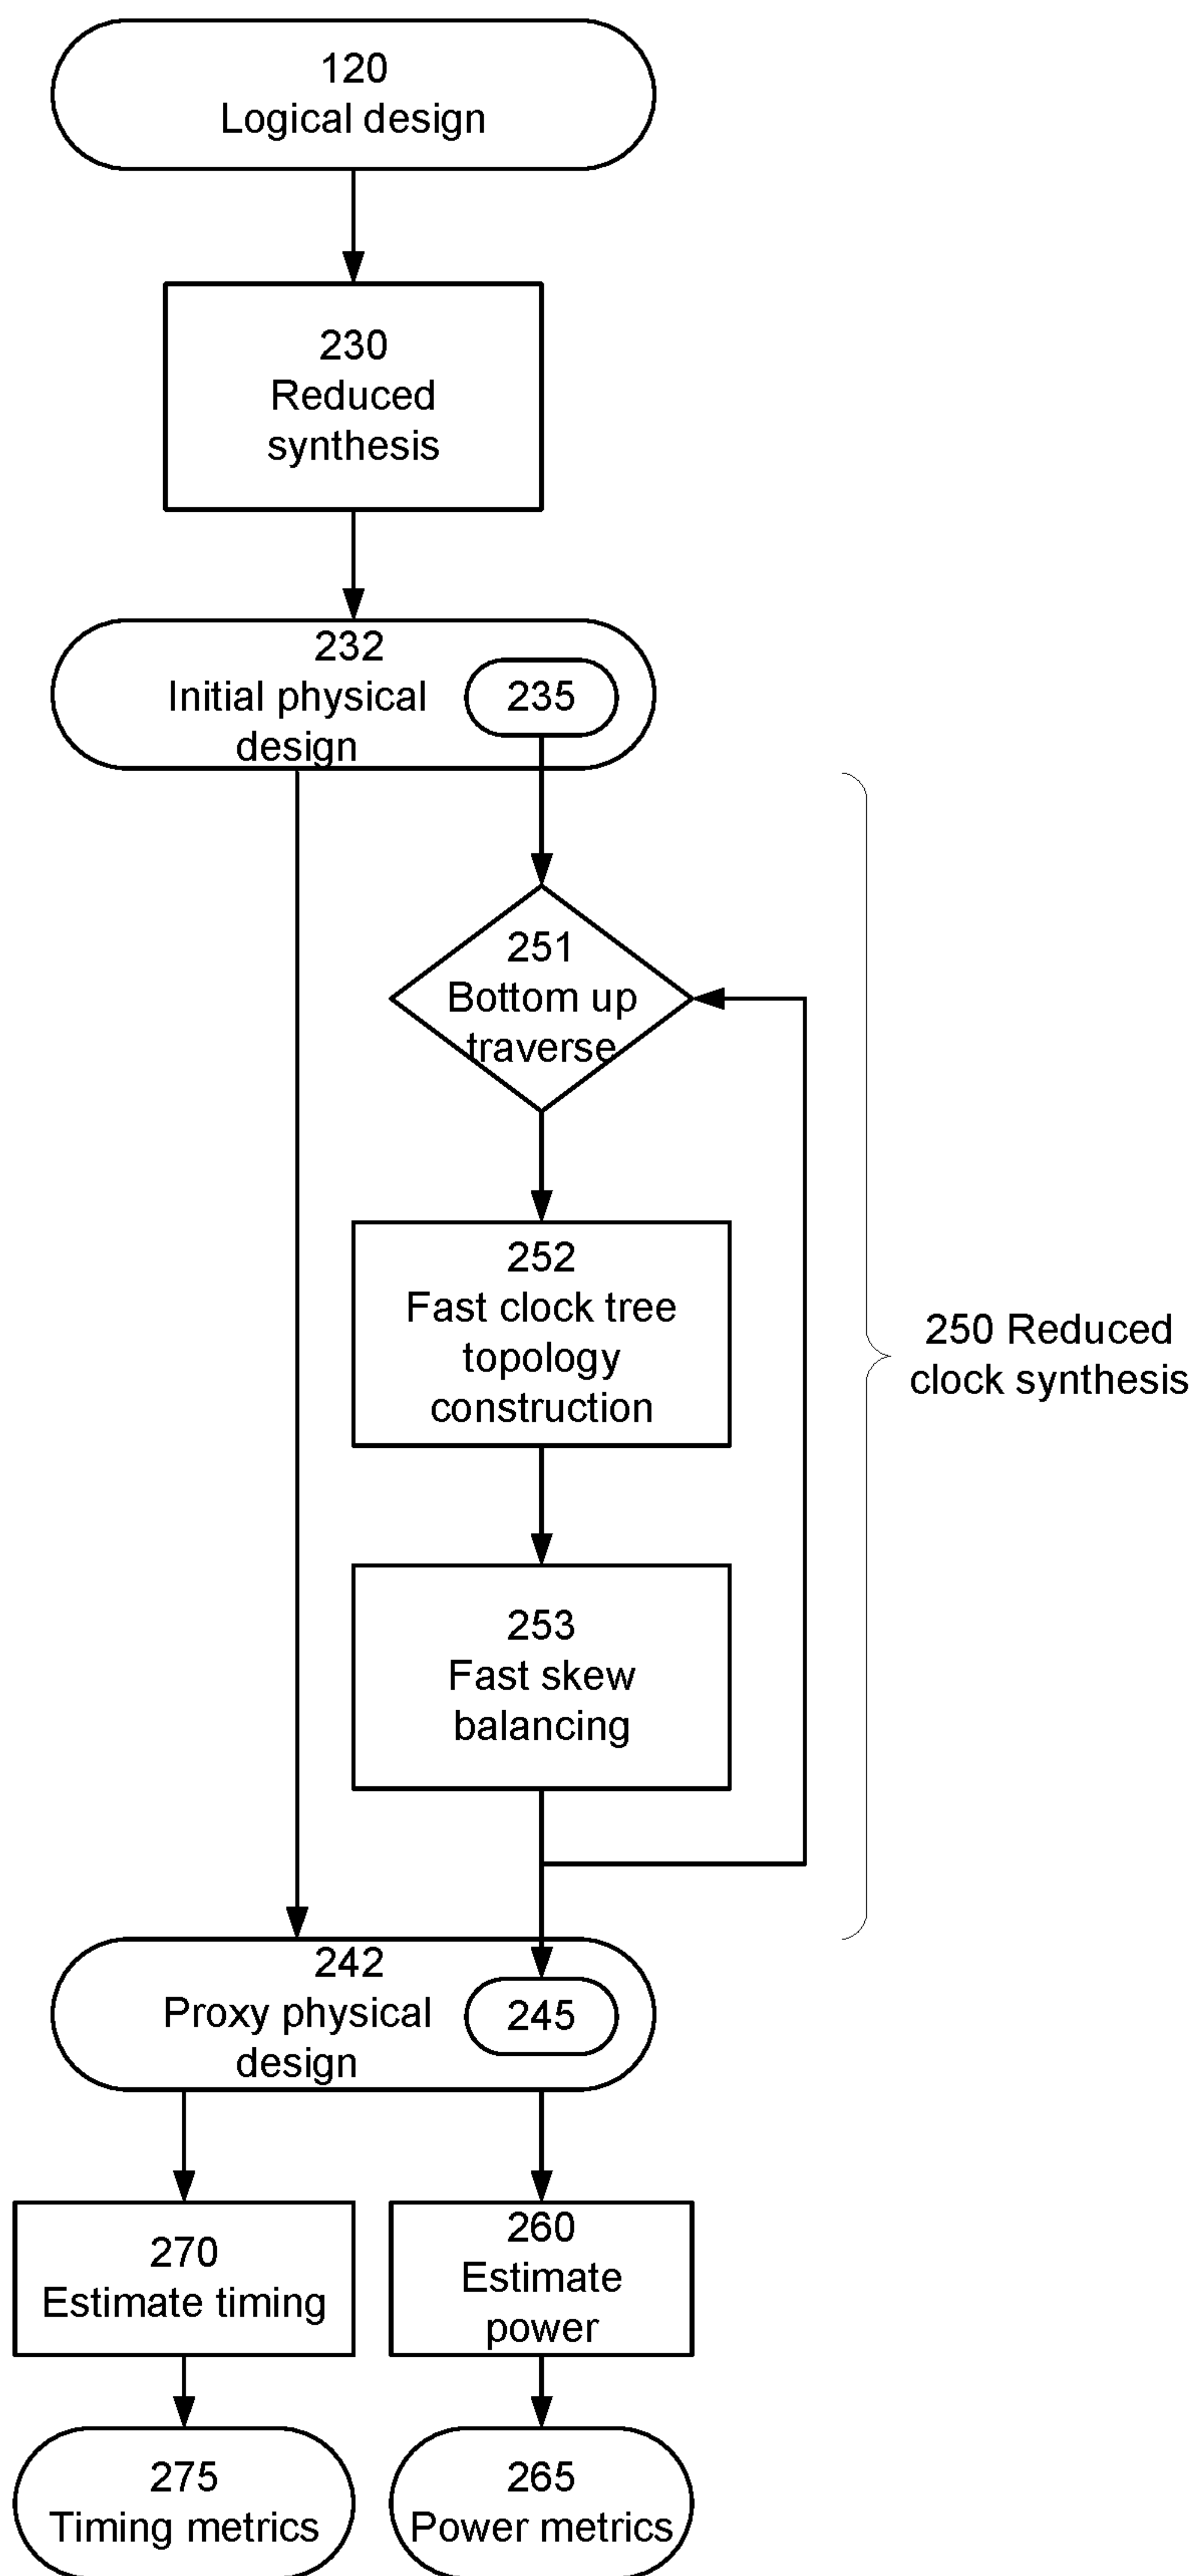 120
Logical design
230
Reduced
synthesis
232
Initial physical
design
235
251
Bottom up
traverse
252
Fast clock tree
topology
construction
250 Reduced
clock synthesis
253
Fast skew
balancing
242
Proxy physical
design
245
270
Estimate timing
260
Estimate
power
275
Timing metrics
265
Power metrics